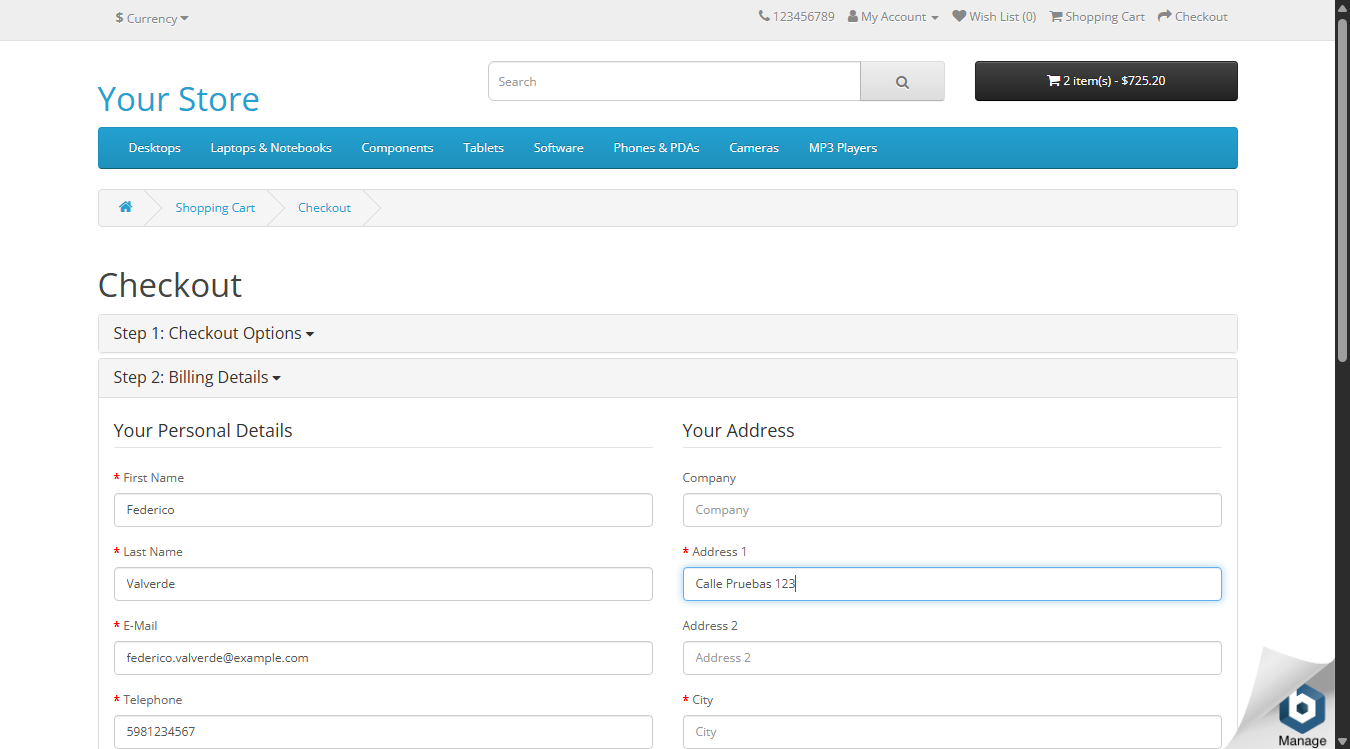 $ Currency
123456789 My Account Wish List (0) Shopping Cart Checkout
Your Store
Search
2 item(s) - $725.20
Desktops Laptops & Notebooks Components Tablets Software Phones & PDAs Cameras MP3 Players
Shopping Cart Checkout
Checkout
Step 1: Checkout Options
Step 2: Billing Details
Your Personal Details
* First Name
Federico
* Last Name
Valverde
* E-Mail
federico.valverde@example.com
* Telephone
5981234567
Your Address
Company
Company
* Address 1
Calle Pruebas 123
Address 2
Address 2
* City
City
b
Manage